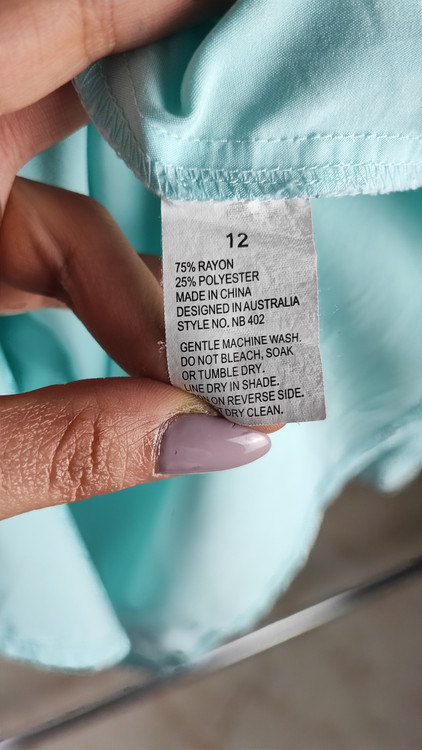 12
75% RAYON
25% POLYESTER
MADE IN CHINA
DESIGNED IN AUSTRALIA
STYLE NO. NB 402
GENTLE MACHINE WASH.
DO NOT BLEACH, SOAK
OR TUMBLE DRY.
LINE DRY IN SHADE.
ON REVERSE SIDE.
DRY CLEAN.